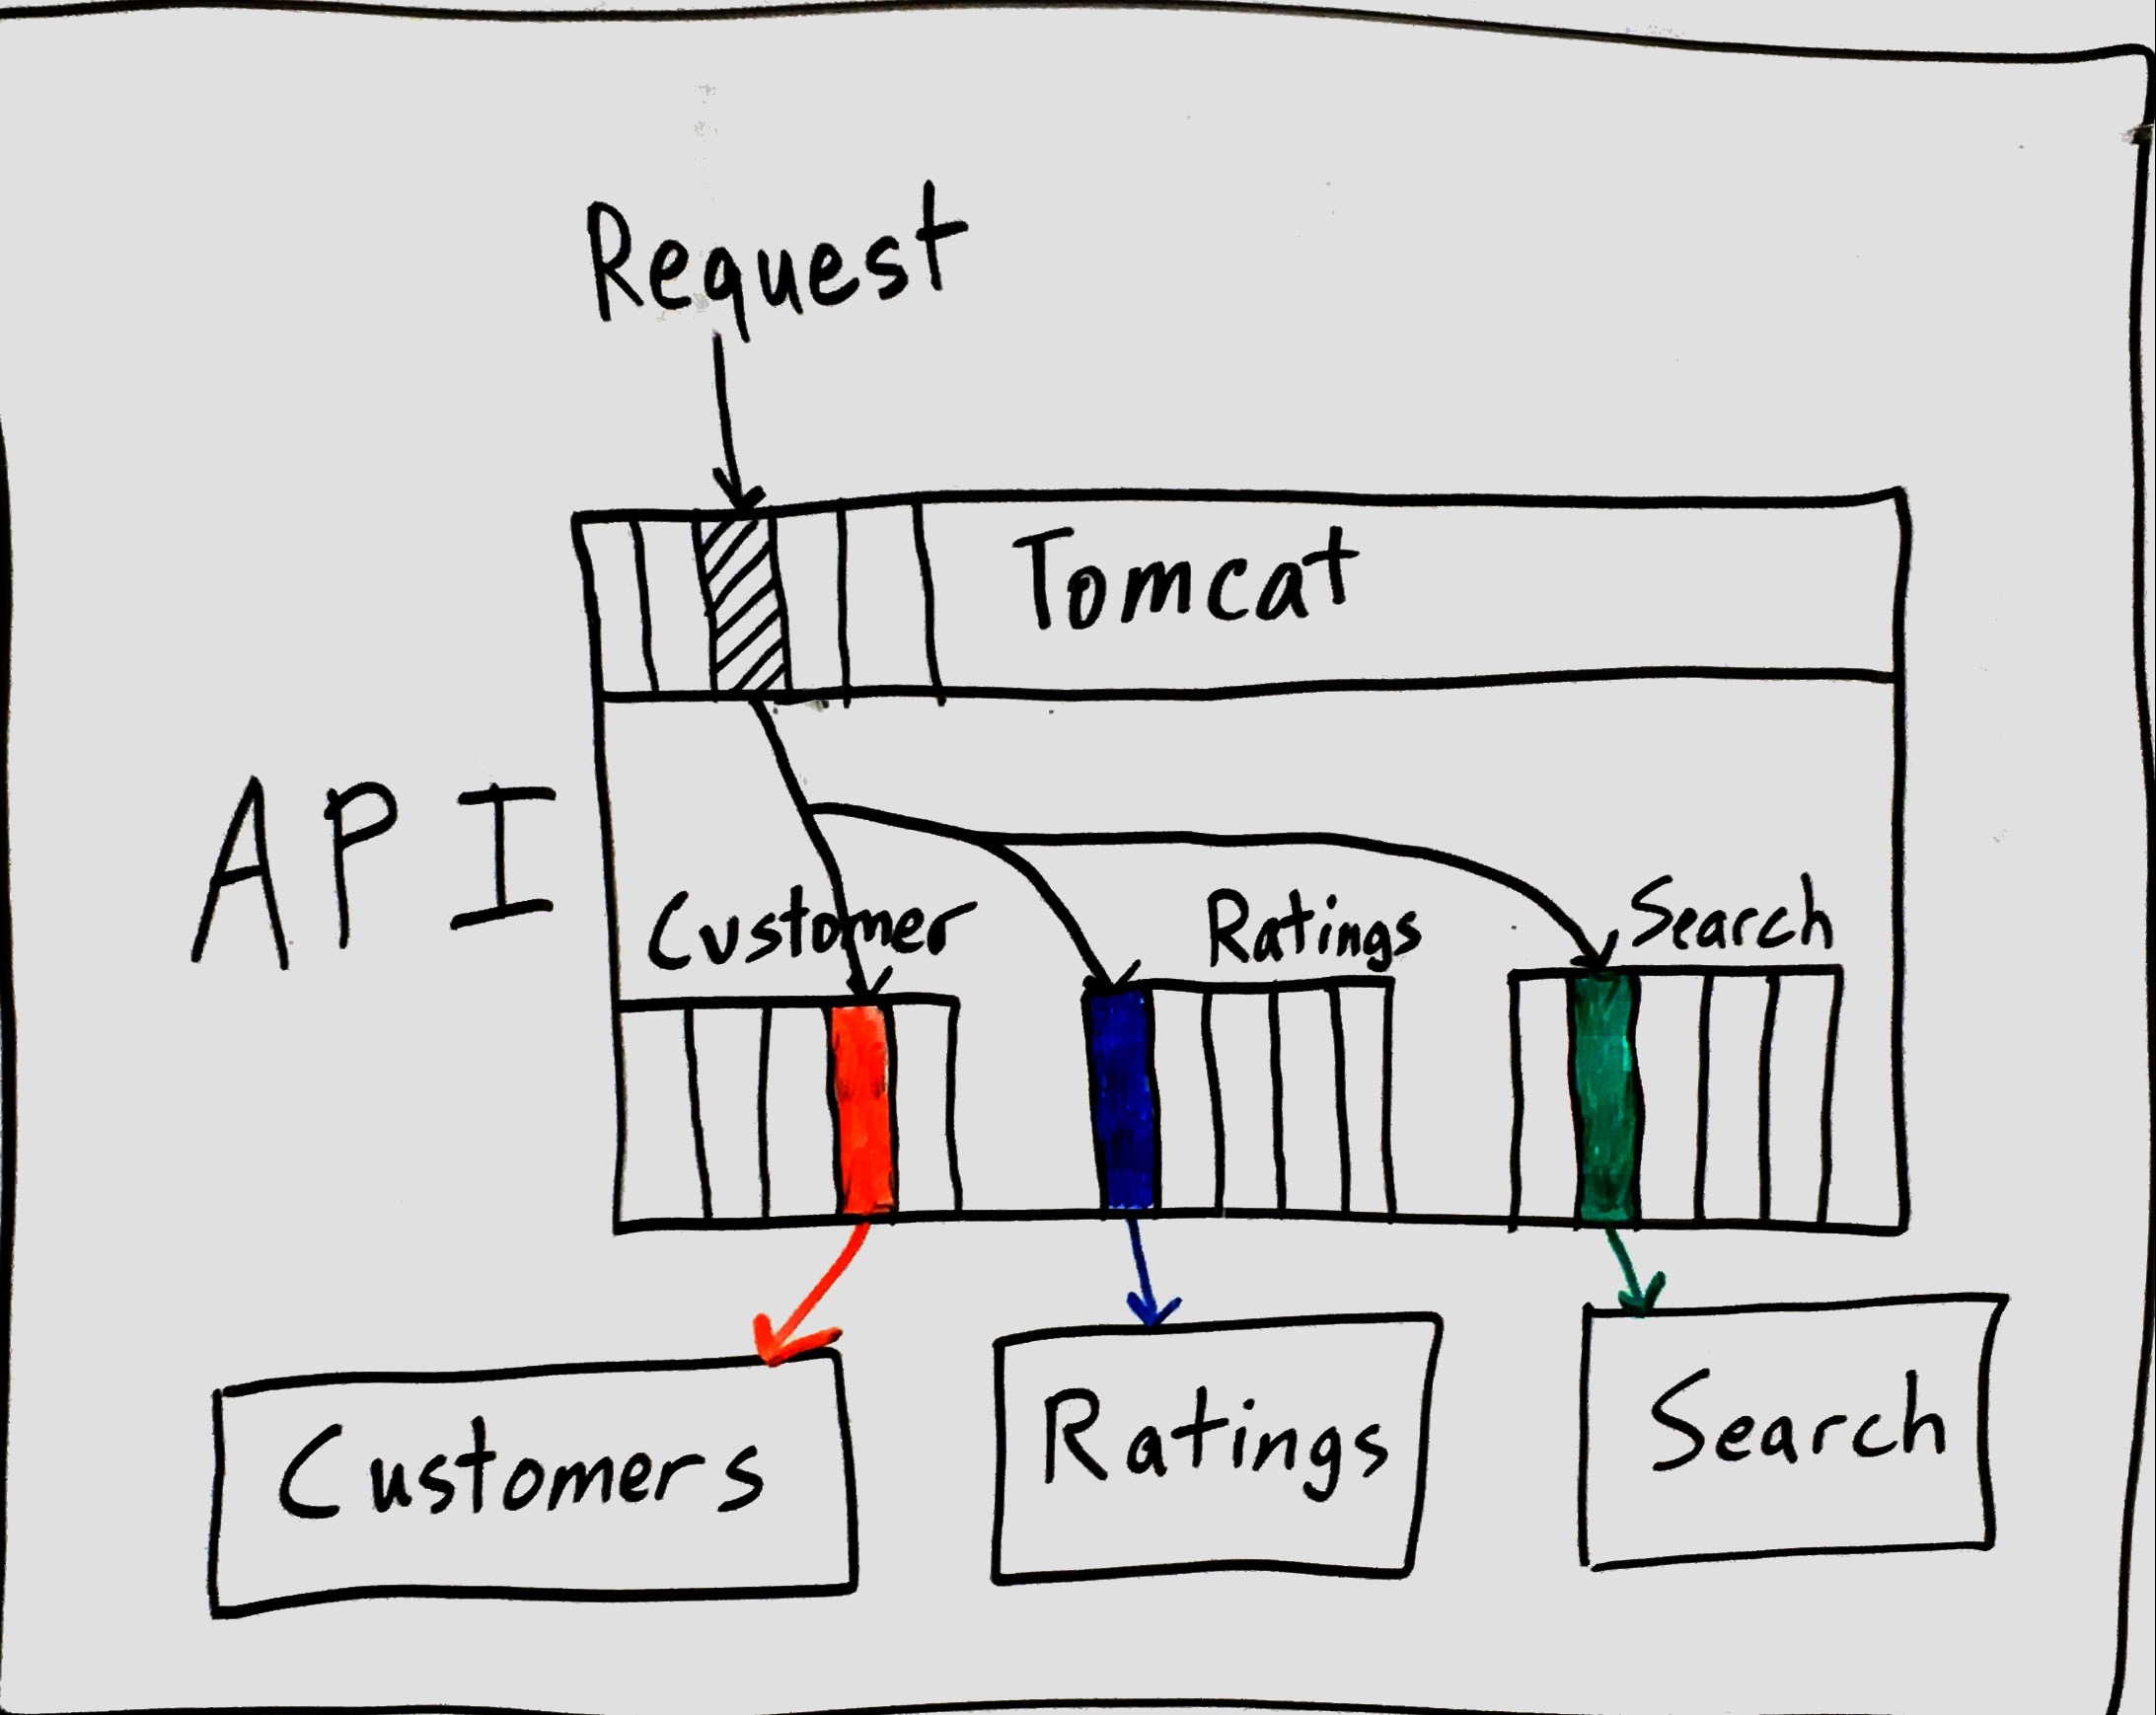 Request
Tomcat
API
Customer
Ratings
Search
Customers
Ratings
Search